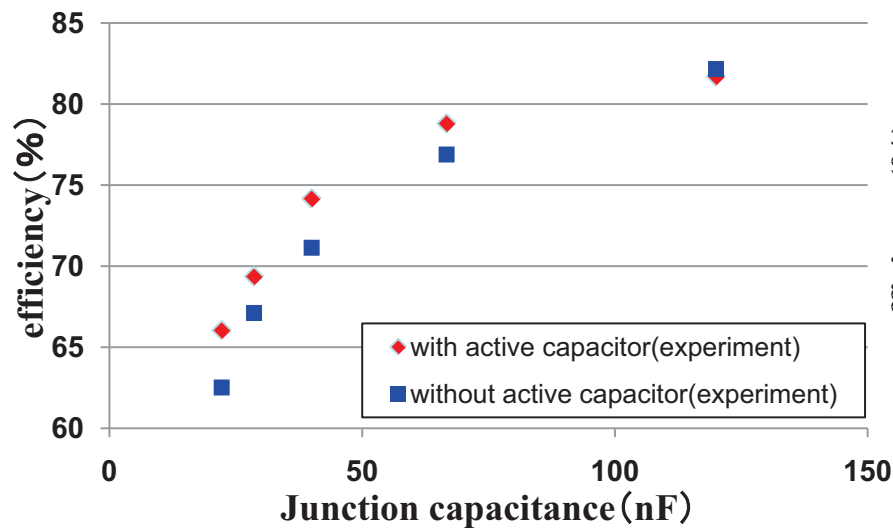 85
80
75
70
65
60
efficiency(%)
with active capacitor(experiment)
without active capacitor(experiment)
0
50
100
150
Junction capacitance(nF)